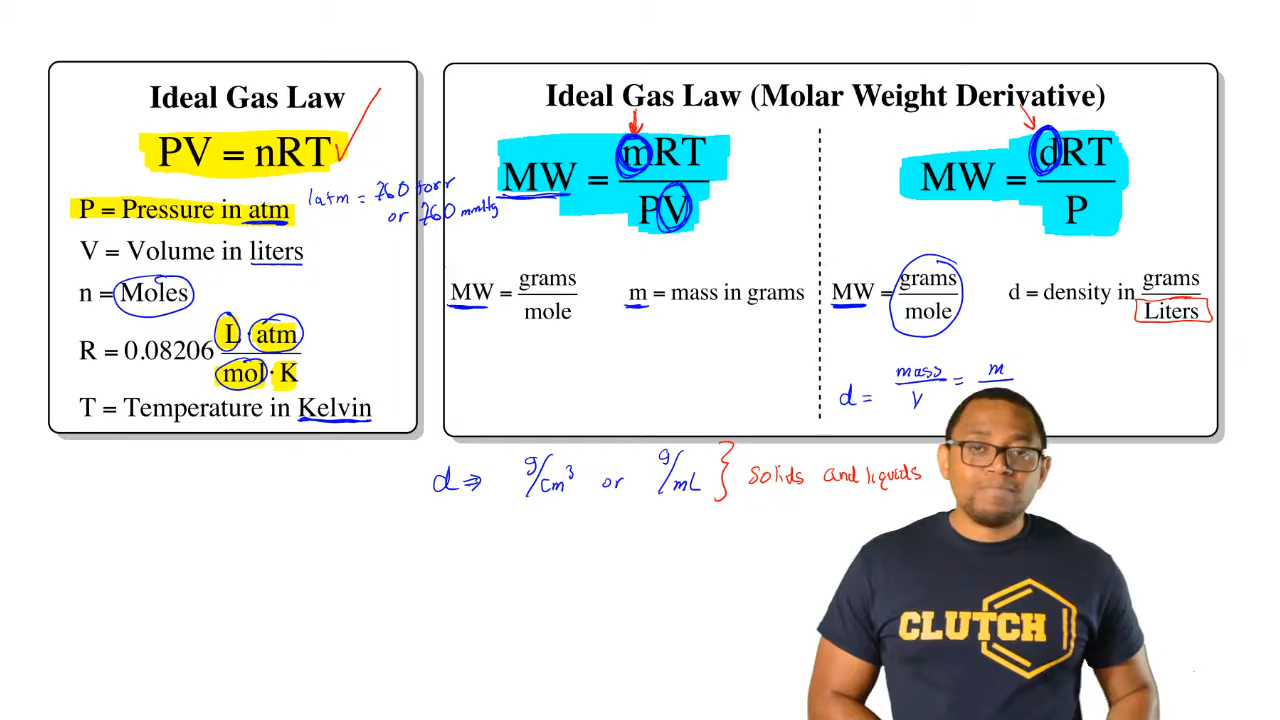 Ideal Gas Law
PV = nRT
P = Pressure in atm
1atm = 760 torr
or 760 mmHg
V = Volume in liters
n = Moles
R = 0.08206 L · atm / mol · K
T = Temperature in Kelvin
Ideal Gas Law (Molar Weight Derivative)
MW = mRT / PV
MW = grams / mole
m = mass in grams
MW = dRT / P
MW = grams / mole
d = density in grams / Liters
d = mass / V = m
d ⇒ g/cm³ or g/mL } Solids and liquids
CLUTCH